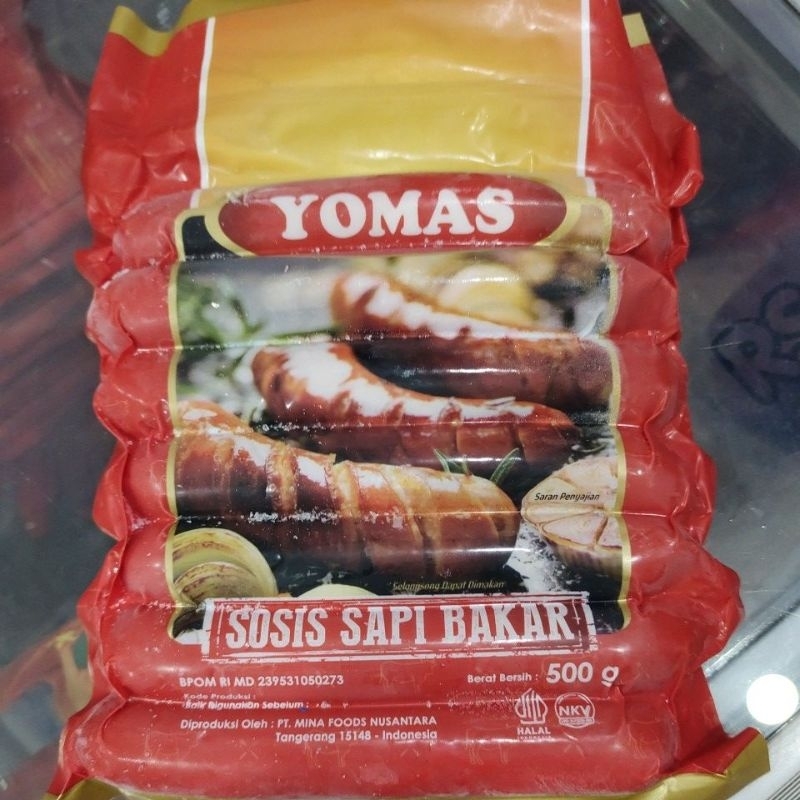 YOMAS
Saran Penyajian
Selongsong Dapat Dimakan
SOSIS SAPI BAKAR
BPOM RI MD 239531050273
Berat Bersih : 500 g
Kode Produksi :
Baik Digunakan Sebelum :
HALAL
INDONESIA
NKV
Diproduksi Oleh : PT. MINA FOODS NUSANTARA
Tangerang 15148 - Indonesia